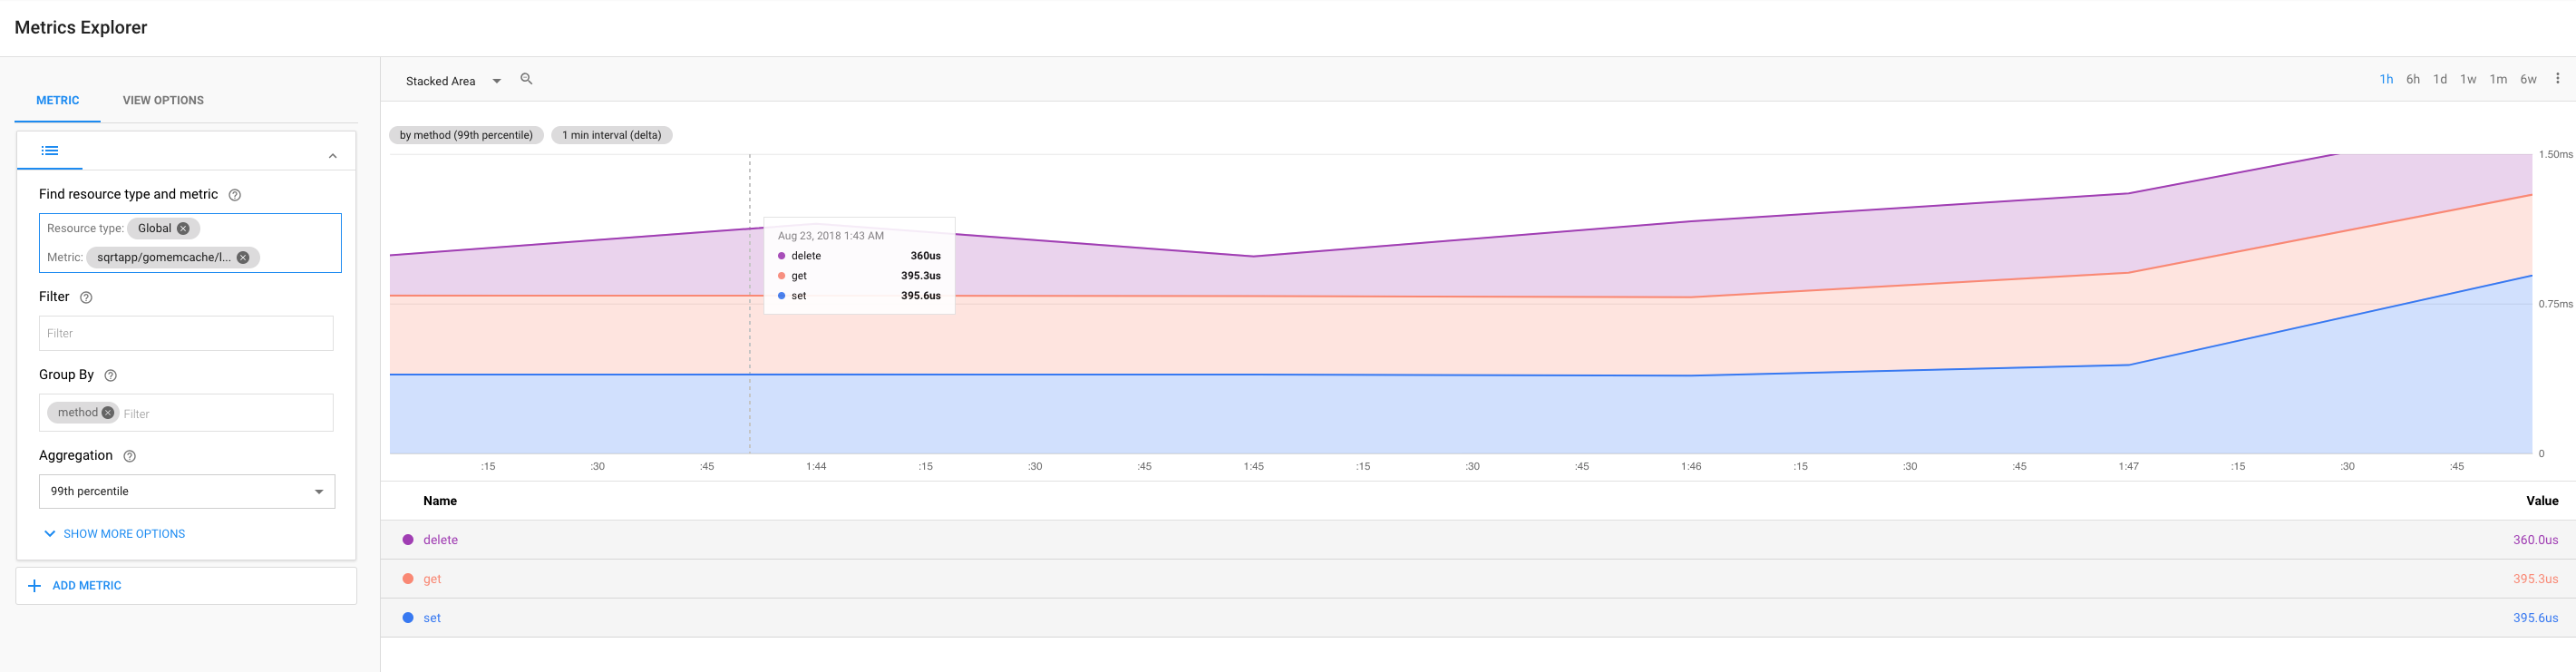 Metrics Explorer
METRIC VIEW OPTIONS
Find resource type and metric
Resource type: Global
Metric: sqrtapp/gomemcache/l...
Filter
Filter
Group By
method Filter
Aggregation
99th percentile
SHOW MORE OPTIONS
ADD METRIC
Stacked Area
1h 6h 1d 1w 1m 6w
by method (99th percentile) 1 min interval (delta)
1.50ms
0.75ms
0
Aug 23, 2018 1:43 AM
delete 360us
get 395.3us
set 395.6us
:15 :30 :45 1:44 :15 :30 :45 1:45 :15 :30 :45 1:46 :15 :30 :45 1:47 :15 :30 :45
Name Value
delete 360.0us
get 395.3us
set 395.6us